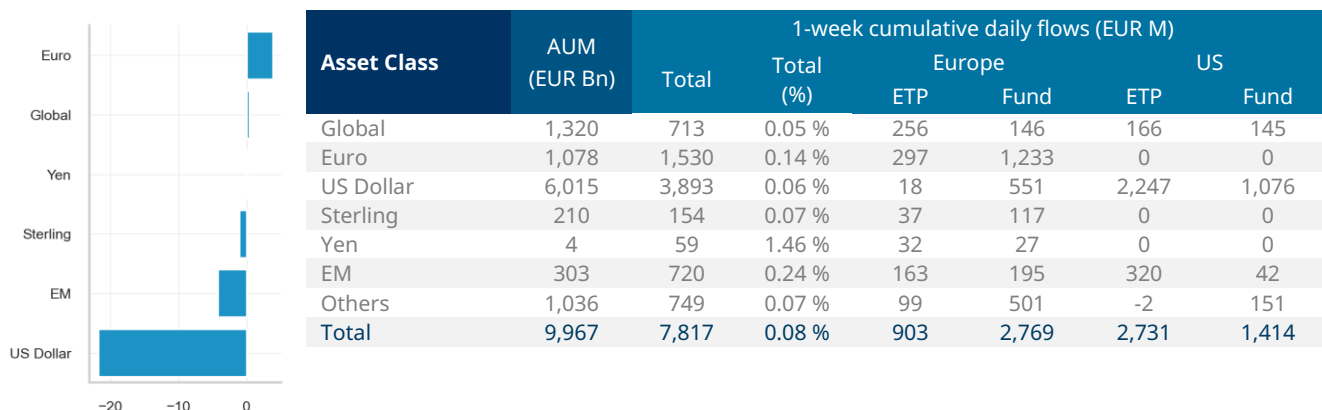 Euro
Global
Yen
Sterling
EM
US Dollar
−20 −10 0
Asset Class AUM (EUR Bn) 1-week cumulative daily flows (EUR M)
Total Total (%) Europe US
ETP Fund ETP Fund
Global 1,320 713 0.05 % 256 146 166 145
Euro 1,078 1,530 0.14 % 297 1,233 0 0
US Dollar 6,015 3,893 0.06 % 18 551 2,247 1,076
Sterling 210 154 0.07 % 37 117 0 0
Yen 4 59 1.46 % 32 27 0 0
EM 303 720 0.24 % 163 195 320 42
Others 1,036 749 0.07 % 99 501 -2 151
Total 9,967 7,817 0.08 % 903 2,769 2,731 1,414